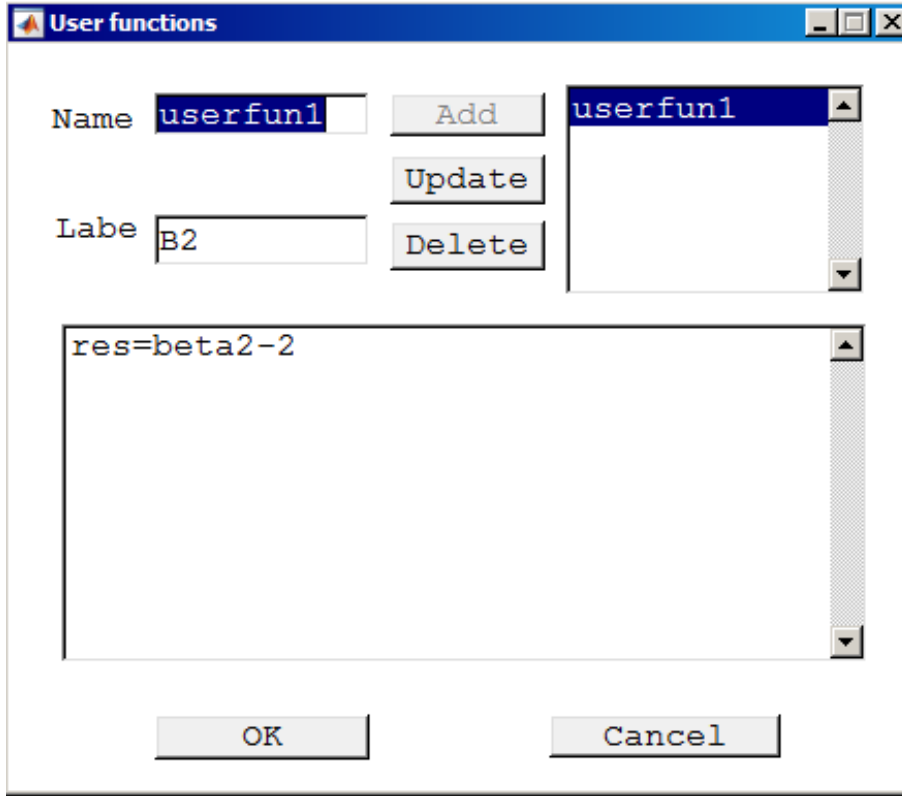 User functions
Name userfun1 Add userfun1
Update
Labe B2 Delete
res=beta2-2
OK Cancel